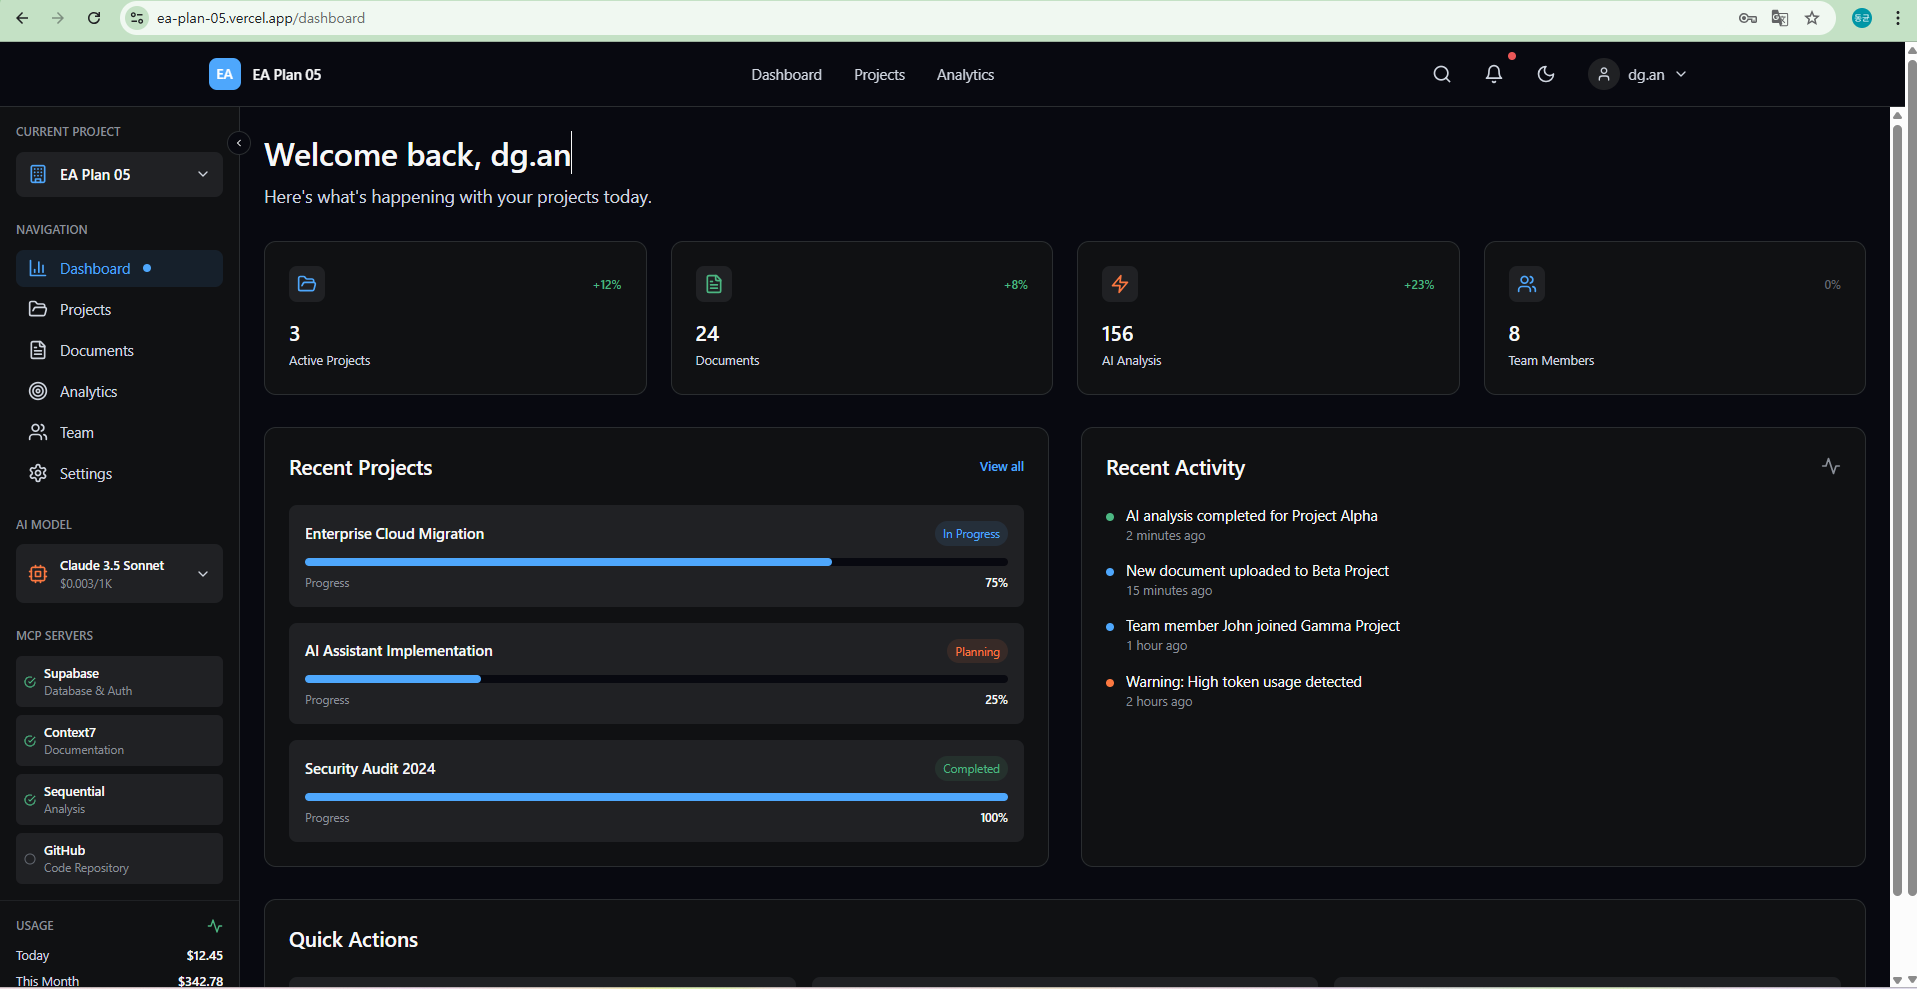 ea-plan-05.vercel.app/dashboard
동균
EA
EA Plan 05
Dashboard
Projects
Analytics
dg.an
CURRENT PROJECT
EA Plan 05
NAVIGATION
Dashboard
Projects
Documents
Analytics
Team
Settings
AI MODEL
Claude 3.5 Sonnet
$0.003/1K
MCP SERVERS
Supabase
Database & Auth
Context7
Documentation
Sequential
Analysis
GitHub
Code Repository
USAGE
Today $12.45
This Month $342.78
Welcome back, dg.an
Here's what's happening with your projects today.
+12%
3
Active Projects
+8%
24
Documents
+23%
156
AI Analysis
0%
8
Team Members
Recent Projects
View all
Enterprise Cloud Migration
In Progress
Progress 75%
AI Assistant Implementation
Planning
Progress 25%
Security Audit 2024
Completed
Progress 100%
Recent Activity
AI analysis completed for Project Alpha
2 minutes ago
New document uploaded to Beta Project
15 minutes ago
Team member John joined Gamma Project
1 hour ago
Warning: High token usage detected
2 hours ago
Quick Actions